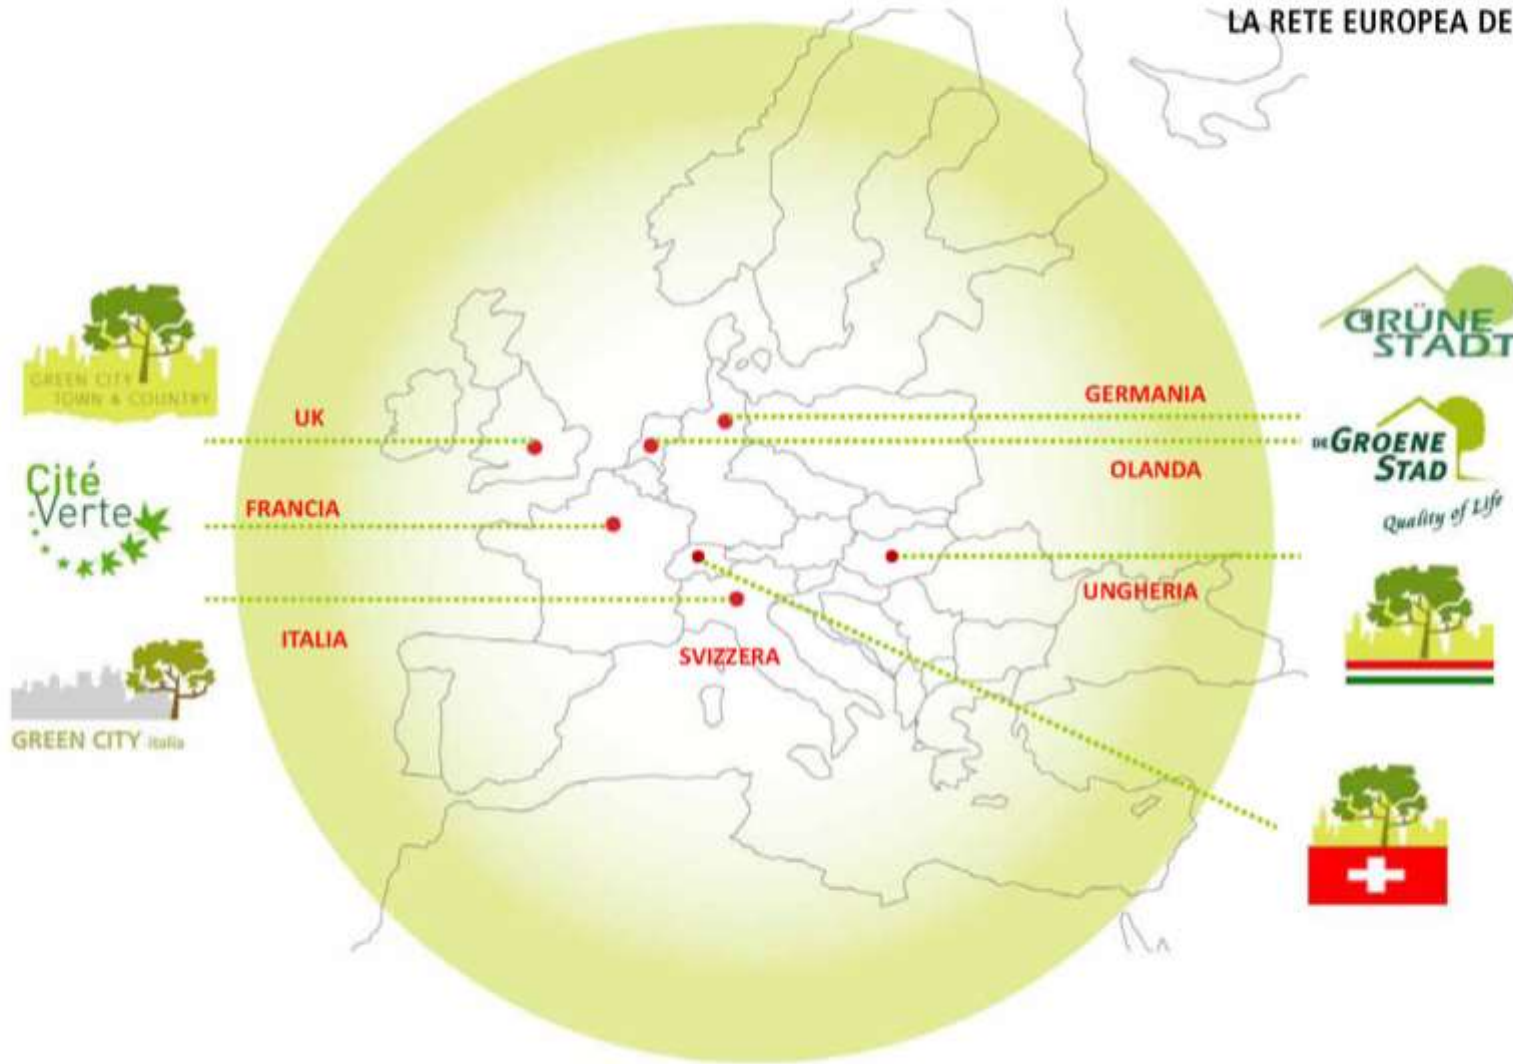 LA RETE EUROPEA DE
GREEN CITY
TOWN & COUNTRY
UK
Cité
Verte
FRANCIA
ITALIA
GREEN CITY italia
SVIZZERA
GRÜNE
STADT
GERMANIA
DE GROENE
STAD
Quality of Life
OLANDA
UNGHERIA